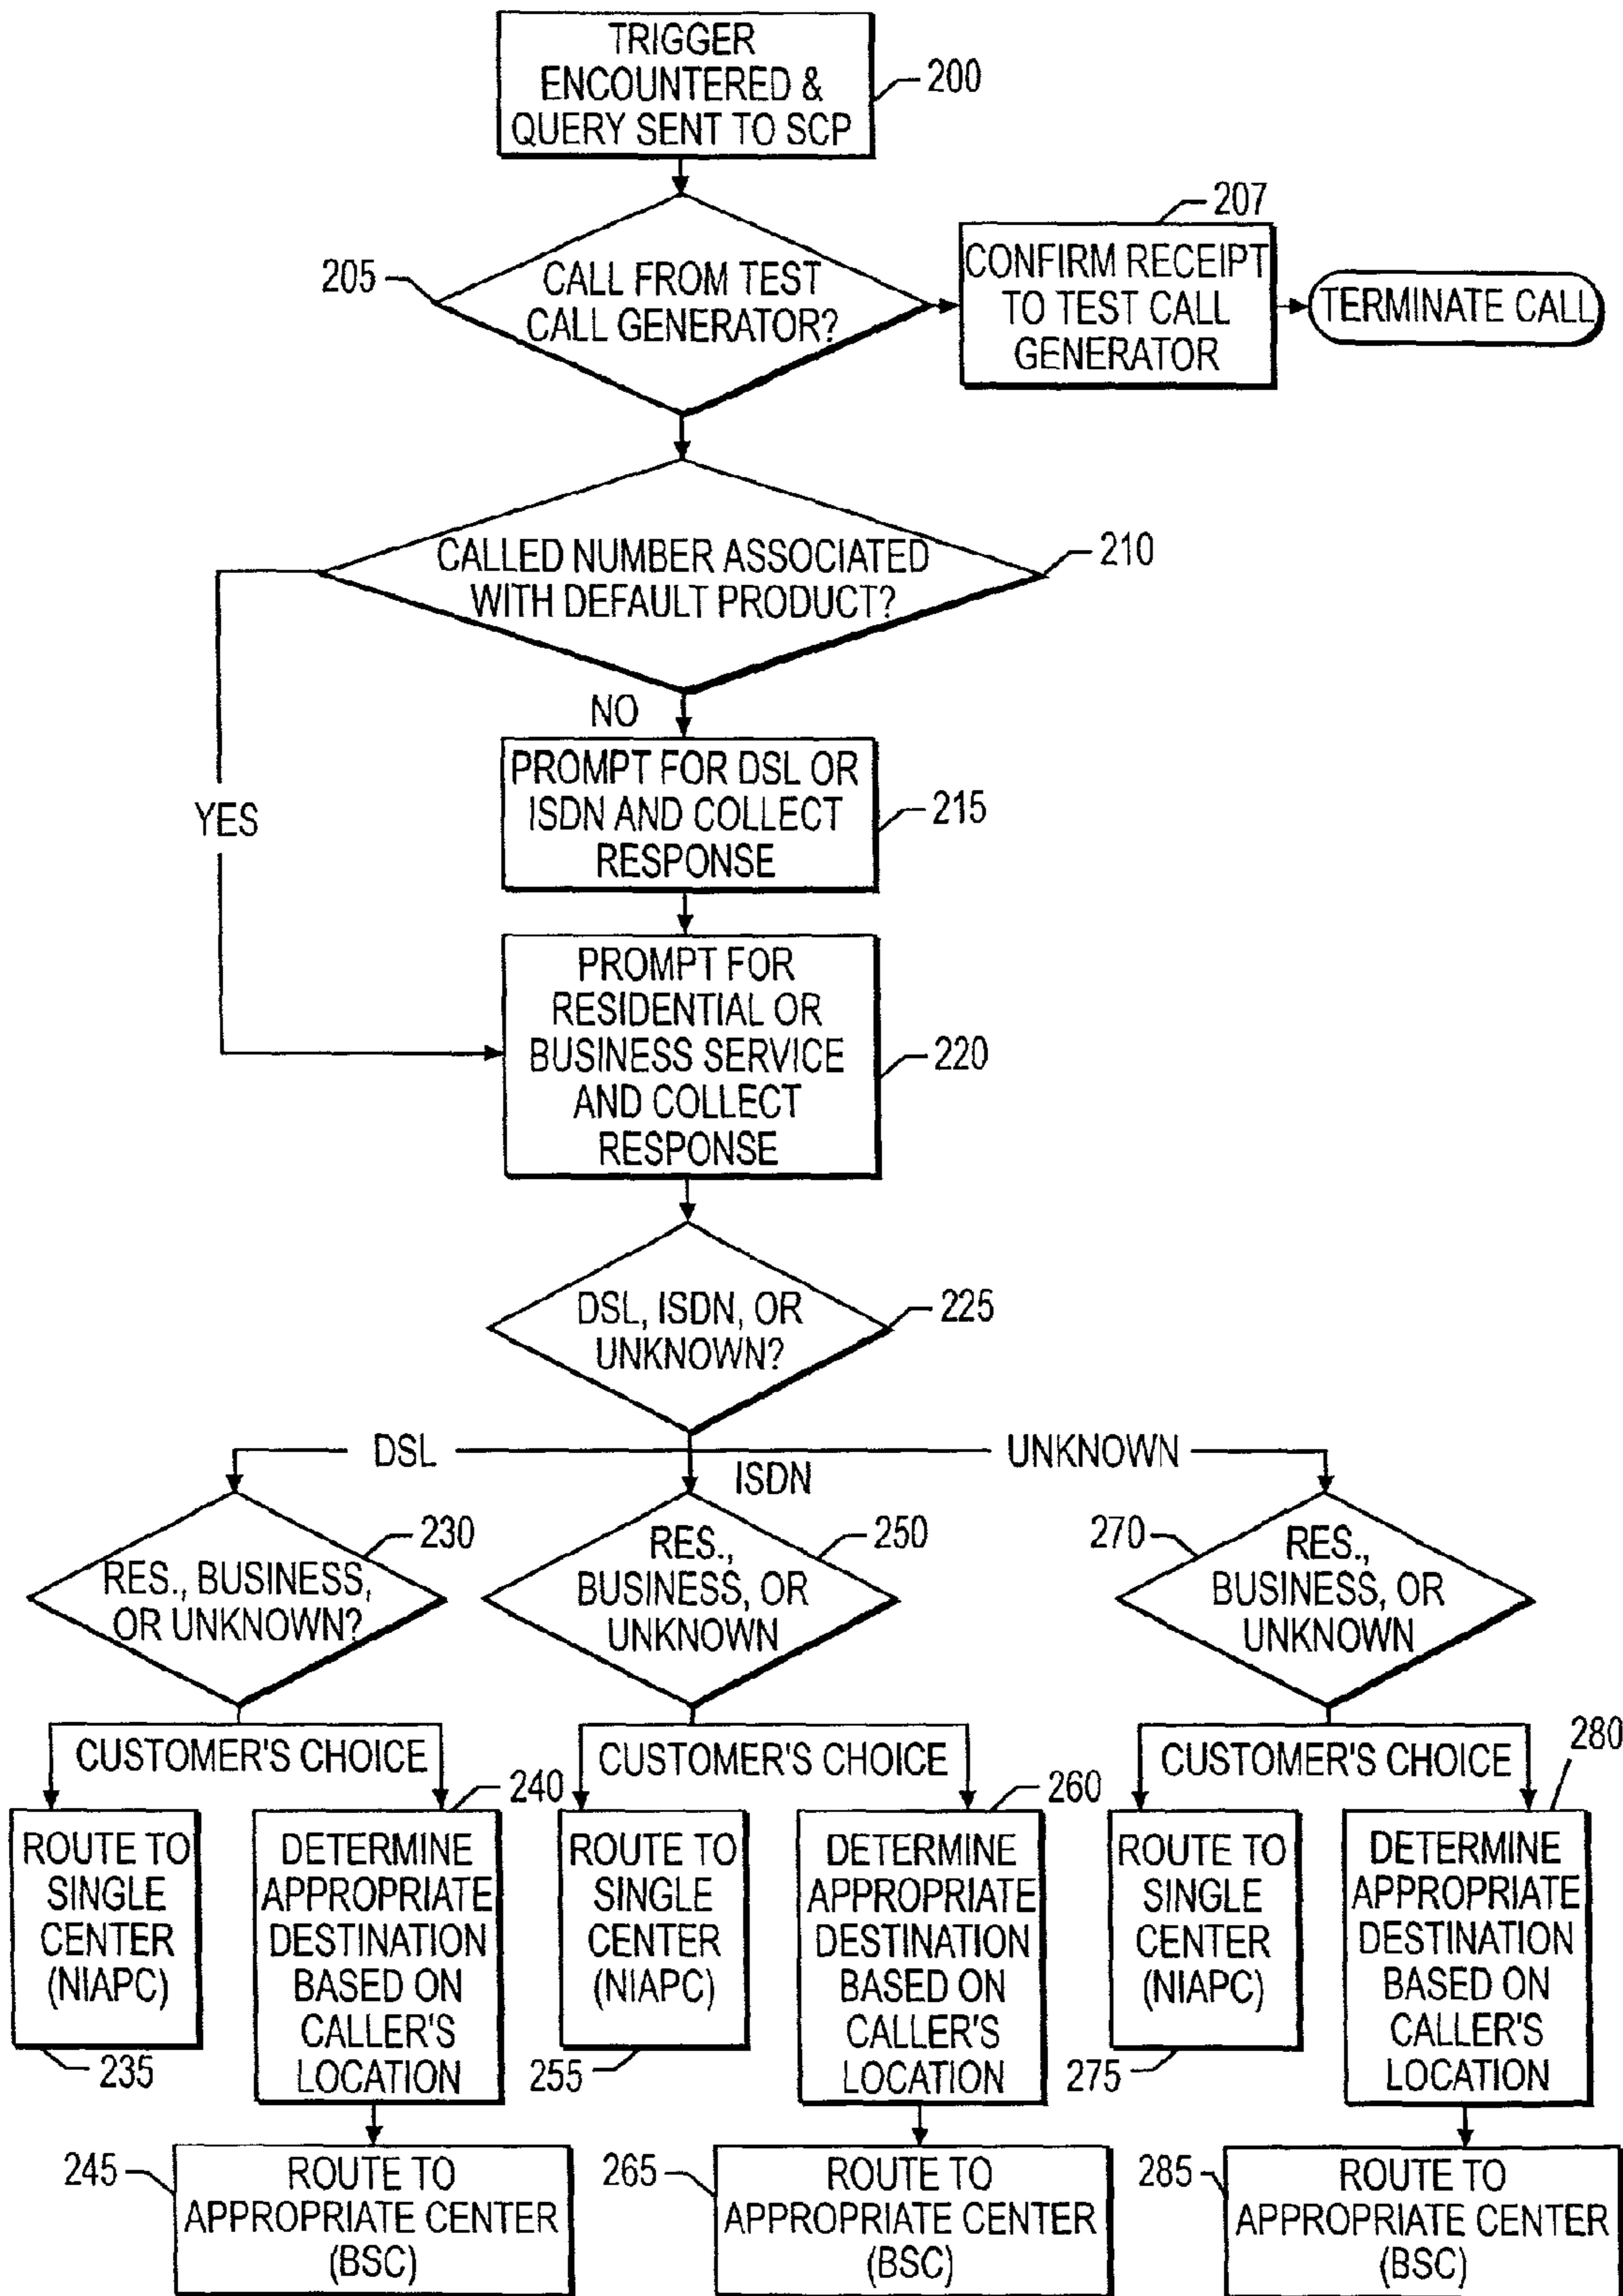 TRIGGER
ENCOUNTERED &
QUERY SENT TO SCP
200
207
205
CALL FROM TEST
CALL GENERATOR?
CONFIRM RECEIPT
TO TEST CALL
GENERATOR
TERMINATE CALL
CALLED NUMBER ASSOCIATED
WITH DEFAULT PRODUCT?
210
NO
YES
PROMPT FOR DSL OR
ISDN AND COLLECT
RESPONSE
215
PROMPT FOR
RESIDENTIAL OR
BUSINESS SERVICE
AND COLLECT
RESPONSE
220
DSL, ISDN, OR
UNKNOWN?
225
DSL
ISDN
UNKNOWN
RES., BUSINESS,
OR UNKNOWN?
230
RES.,
BUSINESS, OR
UNKNOWN
250
270
RES.,
BUSINESS, OR
UNKNOWN
CUSTOMER'S CHOICE
CUSTOMER'S CHOICE
CUSTOMER'S CHOICE
ROUTE TO
SINGLE
CENTER
(NIAPC)
235
240
DETERMINE
APPROPRIATE
DESTINATION
BASED ON
CALLER'S
LOCATION
ROUTE TO
SINGLE
CENTER
(NIAPC)
255
260
DETERMINE
APPROPRIATE
DESTINATION
BASED ON
CALLER'S
LOCATION
ROUTE TO
SINGLE
CENTER
(NIAPC)
275
280
DETERMINE
APPROPRIATE
DESTINATION
BASED ON
CALLER'S
LOCATION
245
ROUTE TO
APPROPRIATE CENTER
(BSC)
265
ROUTE TO
APPROPRIATE CENTER
(BSC)
285
ROUTE TO
APPROPRIATE CENTER
(BSC)